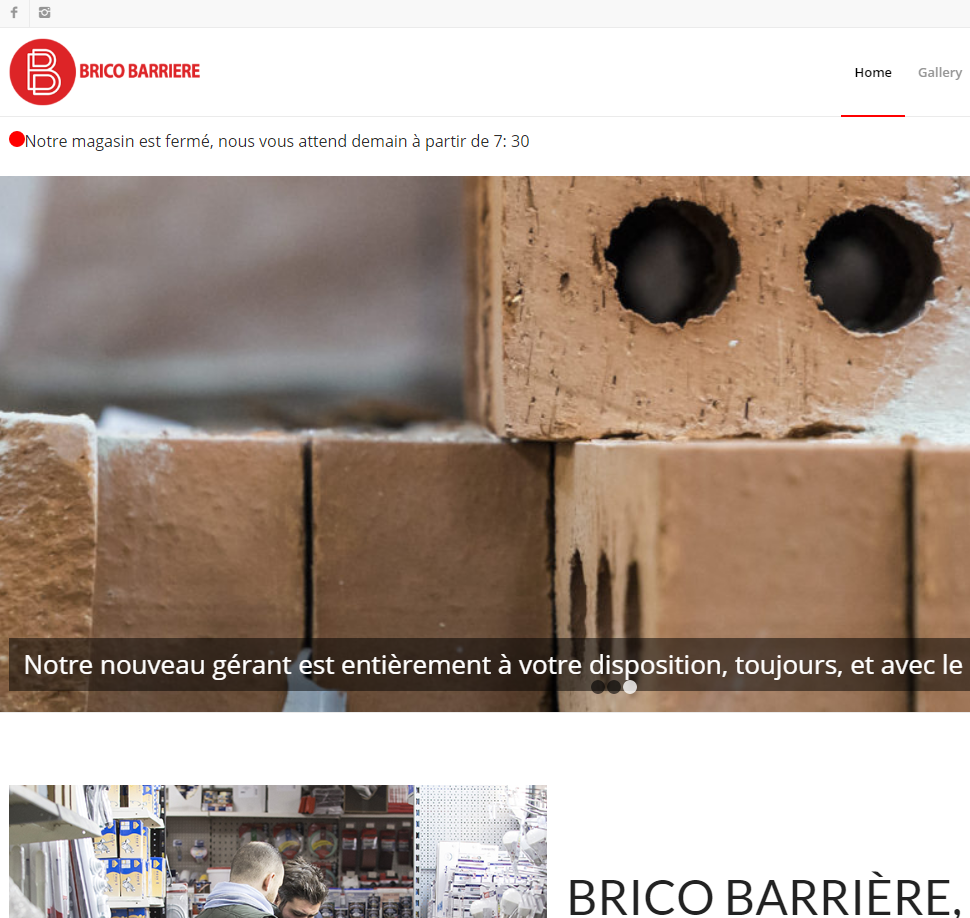 BRICO BARRIERE
Home
Gallery
Notre magasin est fermé, nous vous attend demain à partir de 7: 30
Notre nouveau gérant est entièrement à votre disposition, toujours, et avec le
BRICO BARRIÈRE,